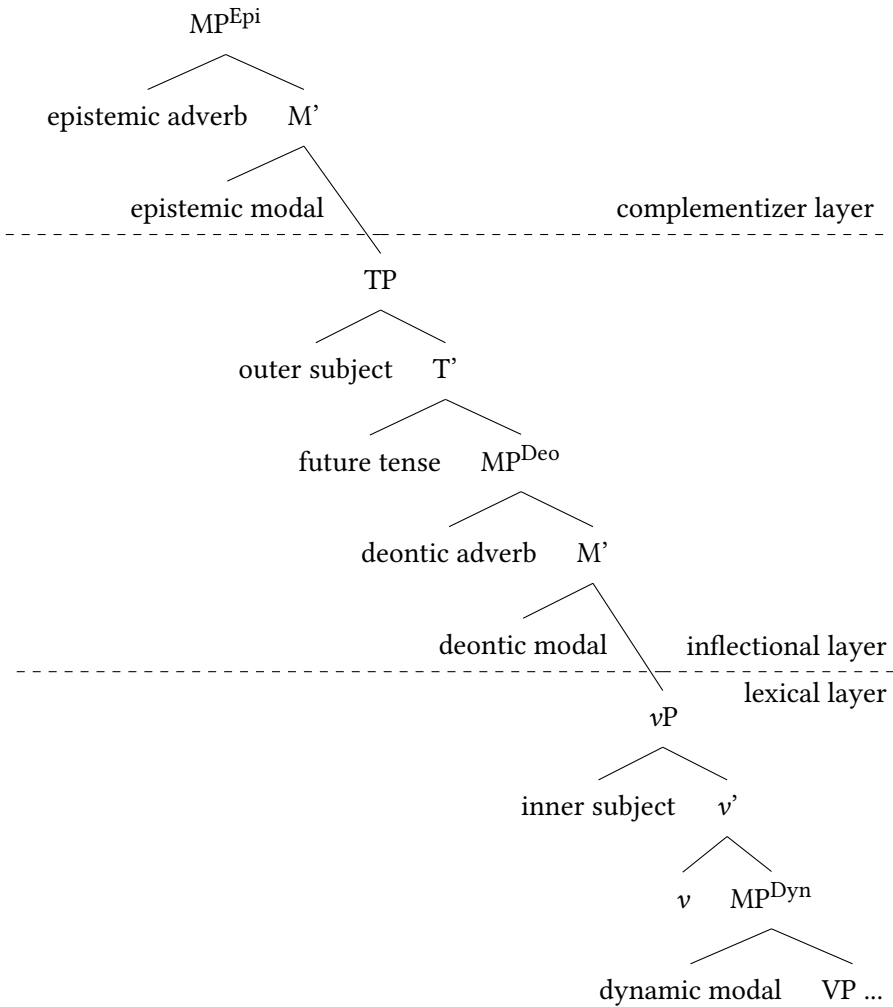 MP^Epi
epistemic adverb M’
epistemic modal complementizer layer
TP
outer subject T’
future tense MP^Deo
deontic adverb M’
deontic modal inflectional layer
lexical layer
vP
inner subject v’
v MP^Dyn
dynamic modal VP ...